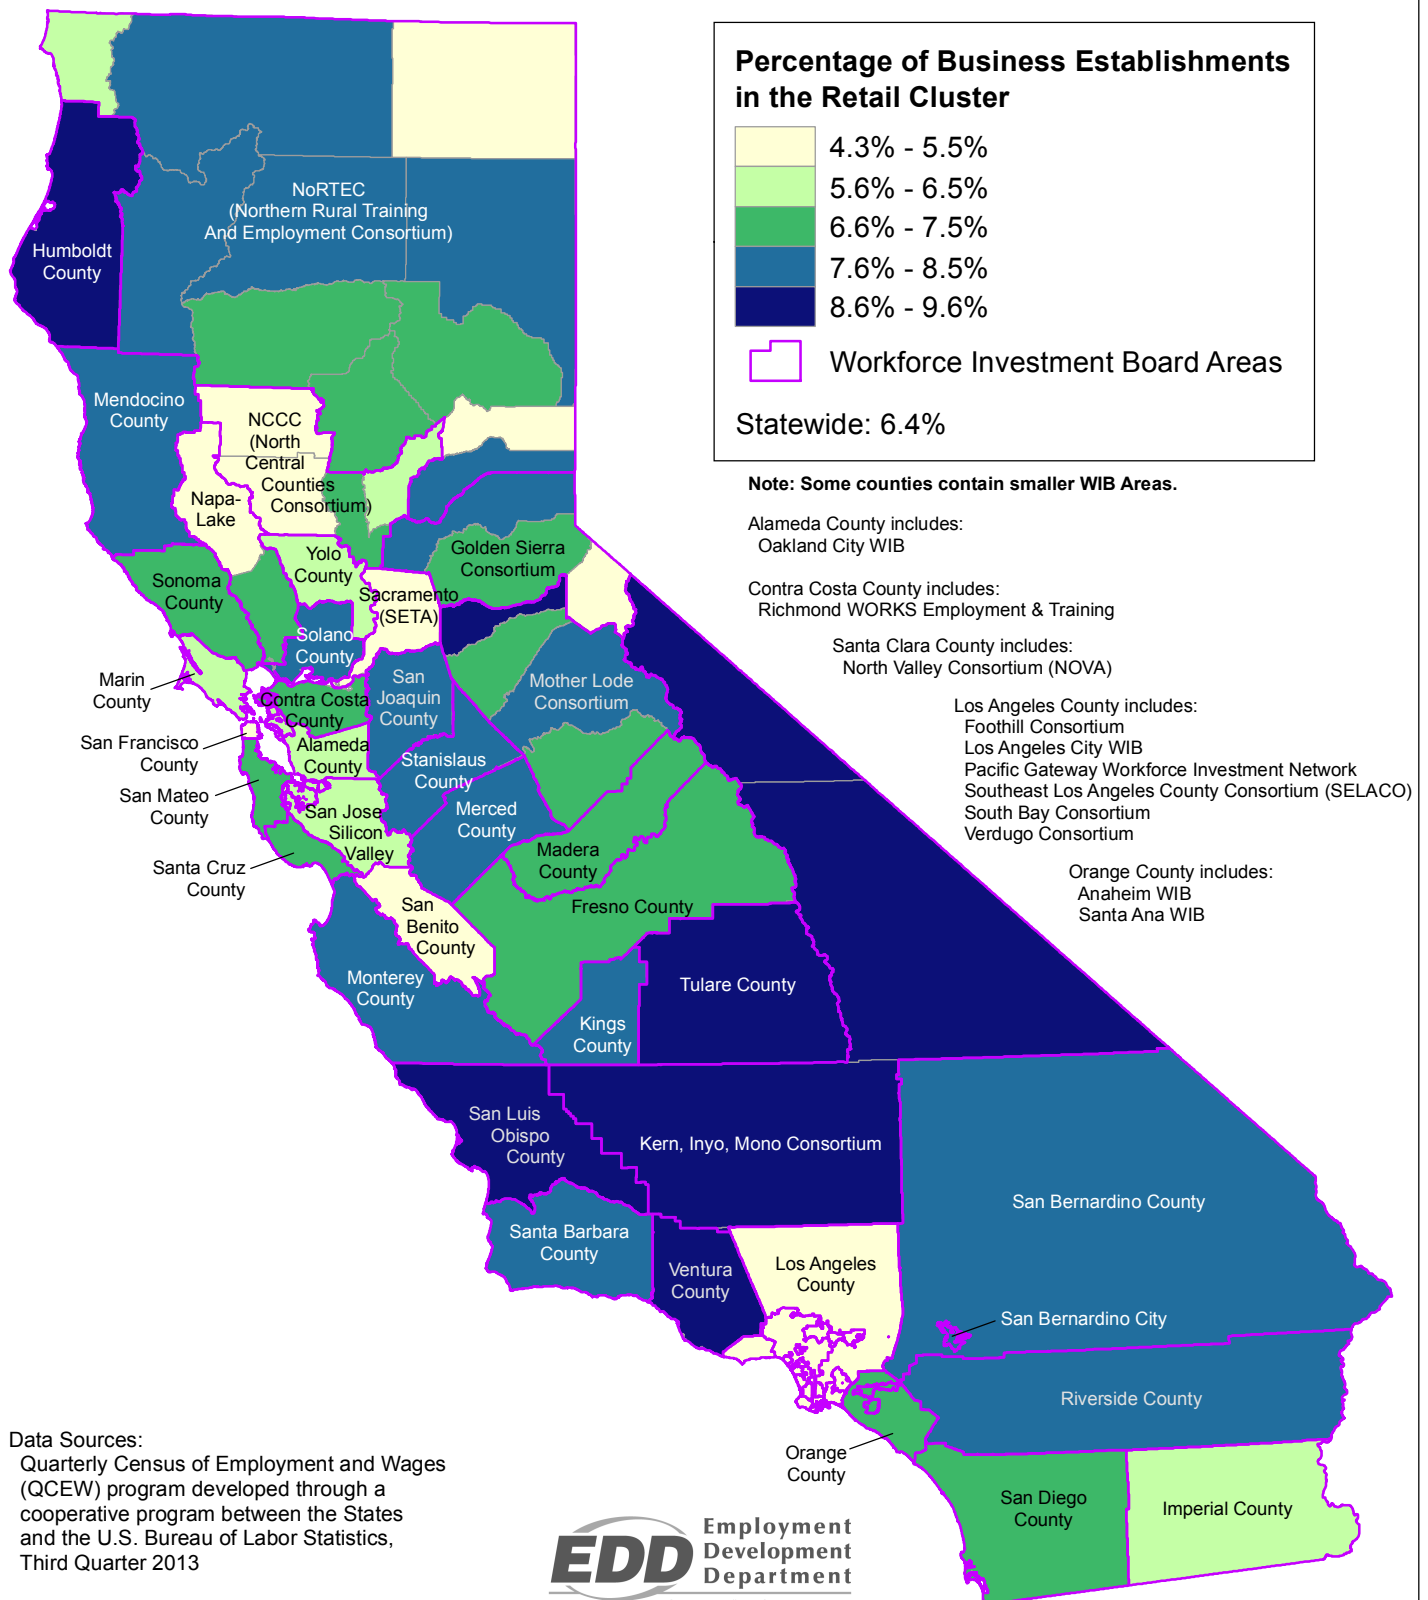 Percentage of Business Establishments
in the Retail Cluster
4.3% - 5.5%
5.6% - 6.5%
6.6% - 7.5%
7.6% - 8.5%
8.6% - 9.6%
Workforce Investment Board Areas
Statewide: 6.4%
Note: Some counties contain smaller WIB Areas.
Alameda County includes:
Oakland City WIB
Contra Costa County includes:
Richmond WORKS Employment & Training
Santa Clara County includes:
North Valley Consortium (NOVA)
Los Angeles County includes:
Foothill Consortium
Los Angeles City WIB
Pacific Gateway Workforce Investment Network
Southeast Los Angeles County Consortium (SELACO)
South Bay Consortium
Verdugo Consortium
Orange County includes:
Anaheim WIB
Santa Ana WIB
NoRTEC
(Northern Rural Training
And Employment Consortium)
Humboldt
County
Mendocino
County
NCCC
(North
Central
Counties
Consortium)
Napa-
Lake
Yolo
County
Golden Sierra
Consortium
Sonoma
County
Sacramento
(SETA)
Solano
County
Marin
County
San
Joaquin
County
Mother Lode
Consortium
Contra Costa
County
San Francisco
County
Alameda
County
Stanislaus
County
San Mateo
County
San Jose
Silicon
Valley
Merced
County
Santa Cruz
County
Madera
County
San
Benito
County
Fresno County
Monterey
County
Tulare County
Kings
County
San Luis
Obispo
County
Kern, Inyo, Mono Consortium
San Bernardino County
Santa Barbara
County
Ventura
County
Los Angeles
County
San Bernardino City
Riverside County
Orange
County
San Diego
County
Imperial County
Data Sources:
Quarterly Census of Employment and Wages
(QCEW) program developed through a
cooperative program between the States
and the U.S. Bureau of Labor Statistics,
Third Quarter 2013
EDD
Employment
Development
Department